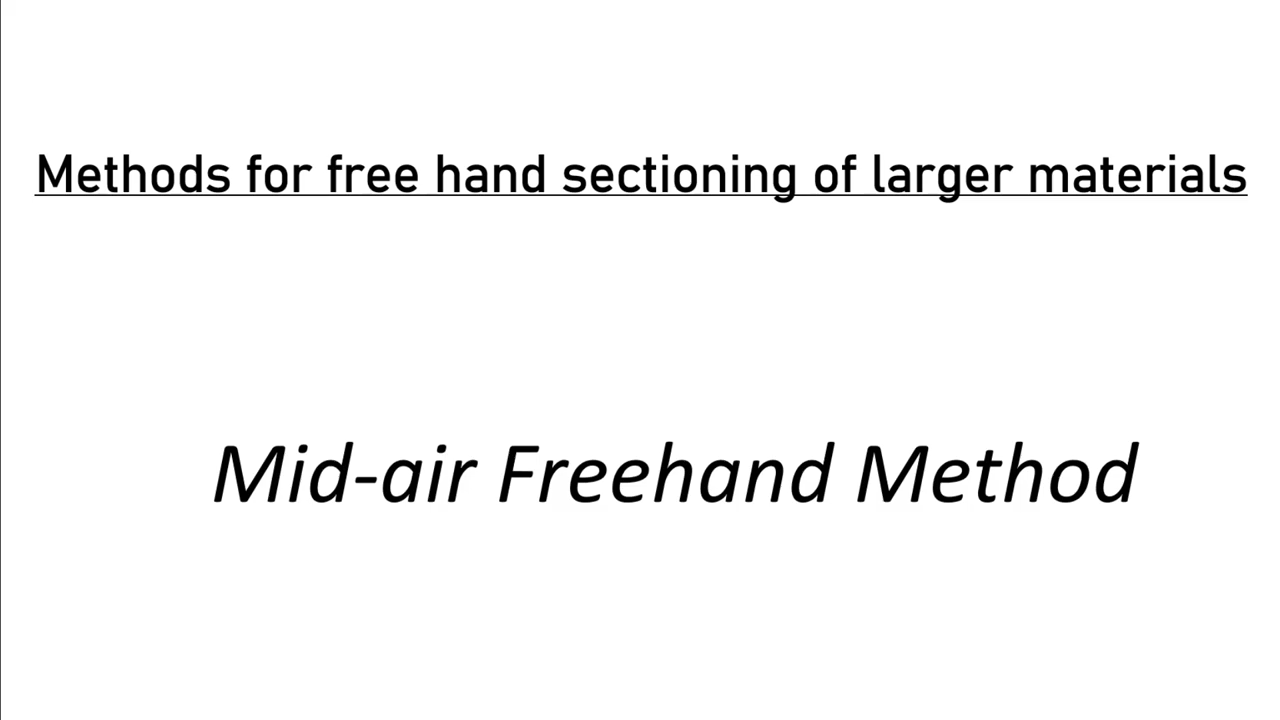 Methods for free hand sectioning of larger materials
Mid-air Freehand Method